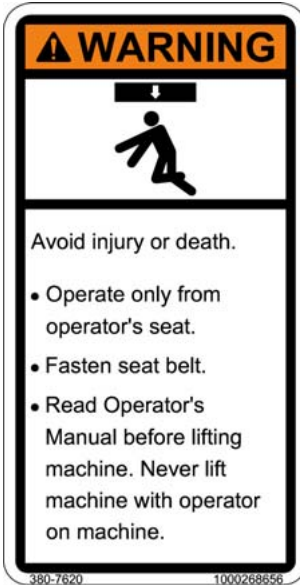 WARNING
Avoid injury or death.
• Operate only from
operator's seat.
• Fasten seat belt.
• Read Operator's
Manual before lifting
machine. Never lift
machine with operator
on machine.
380-7620 1000268656